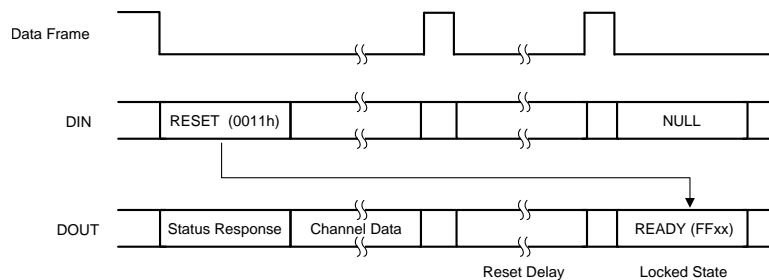 Data Frame
DIN
RESET (0011h)
NULL
DOUT
Status Response
Channel Data
READY (FFxx)
Reset Delay
Locked State